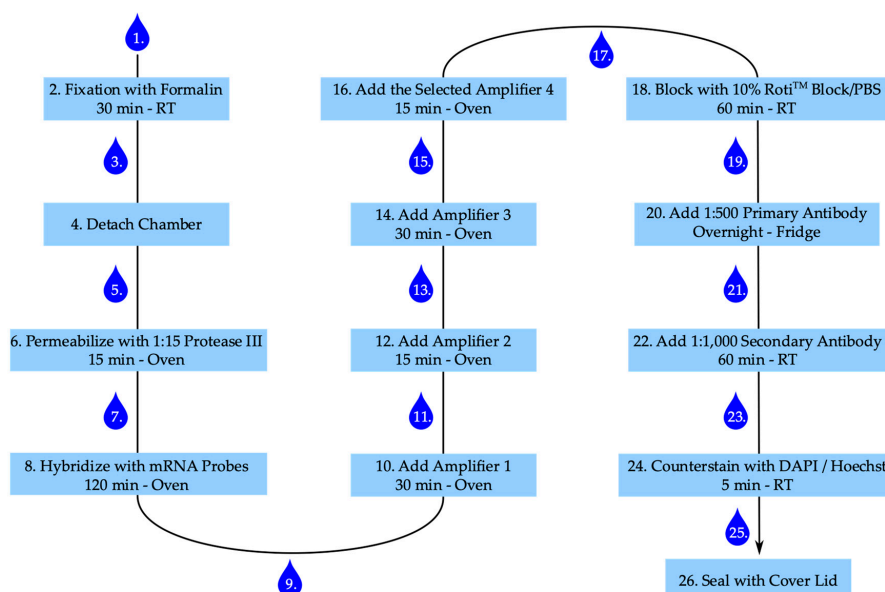 1.
2. Fixation with Formalin
30 min - RT
3.
4. Detach Chamber
5.
6. Permeabilize with 1:15 Protease III
15 min - Oven
7.
8. Hybridize with mRNA Probes
120 min - Oven
9.
10. Add Amplifier 1
30 min - Oven
11.
12. Add Amplifier 2
15 min - Oven
13.
14. Add Amplifier 3
30 min - Oven
15.
16. Add the Selected Amplifier 4
15 min - Oven
17.
18. Block with 10% Roti™ Block/PBS
60 min - RT
19.
20. Add 1:500 Primary Antibody
Overnight - Fridge
21.
22. Add 1:1,000 Secondary Antibody
60 min - RT
23.
24. Counterstain with DAPI / Hoechst
5 min - RT
25.
26. Seal with Cover Lid